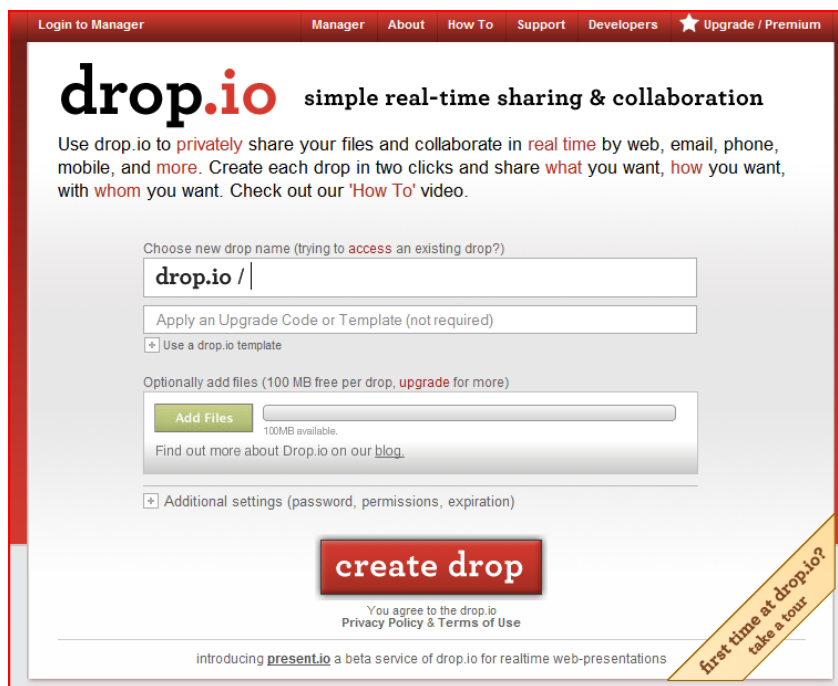 Login to Manager Manager About How To Support Developers Upgrade / Premium
drop.io simple real-time sharing & collaboration
Use drop.io to privately share your files and collaborate in real time by web, email, phone,
mobile, and more. Create each drop in two clicks and share what you want, how you want,
with whom you want. Check out our 'How To' video.
Choose new drop name (trying to access an existing drop?)
drop.io /
Apply an Upgrade Code or Template (not required)
Use a drop.io template
Optionally add files (100 MB free per drop, upgrade for more)
Add Files
100MB available.
Find out more about Drop.io on our blog.
Additional settings (password, permissions, expiration)
create drop
You agree to the drop.io
Privacy Policy & Terms of Use
first time at drop.io?
take a tour
introducing present.io a beta service of drop.io for realtime web-presentations